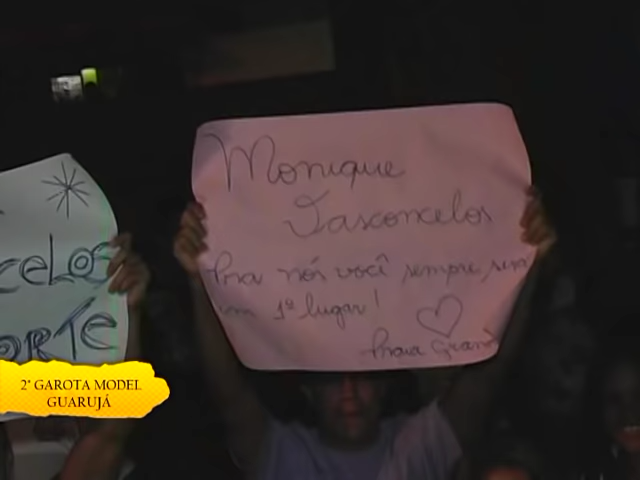 Monique
Vasconcelos
Pra nós você sempre será
em 1º lugar!
Praia Grande
CELOS
ORTE
2ª GAROTA MODEL
GUARUJÁ